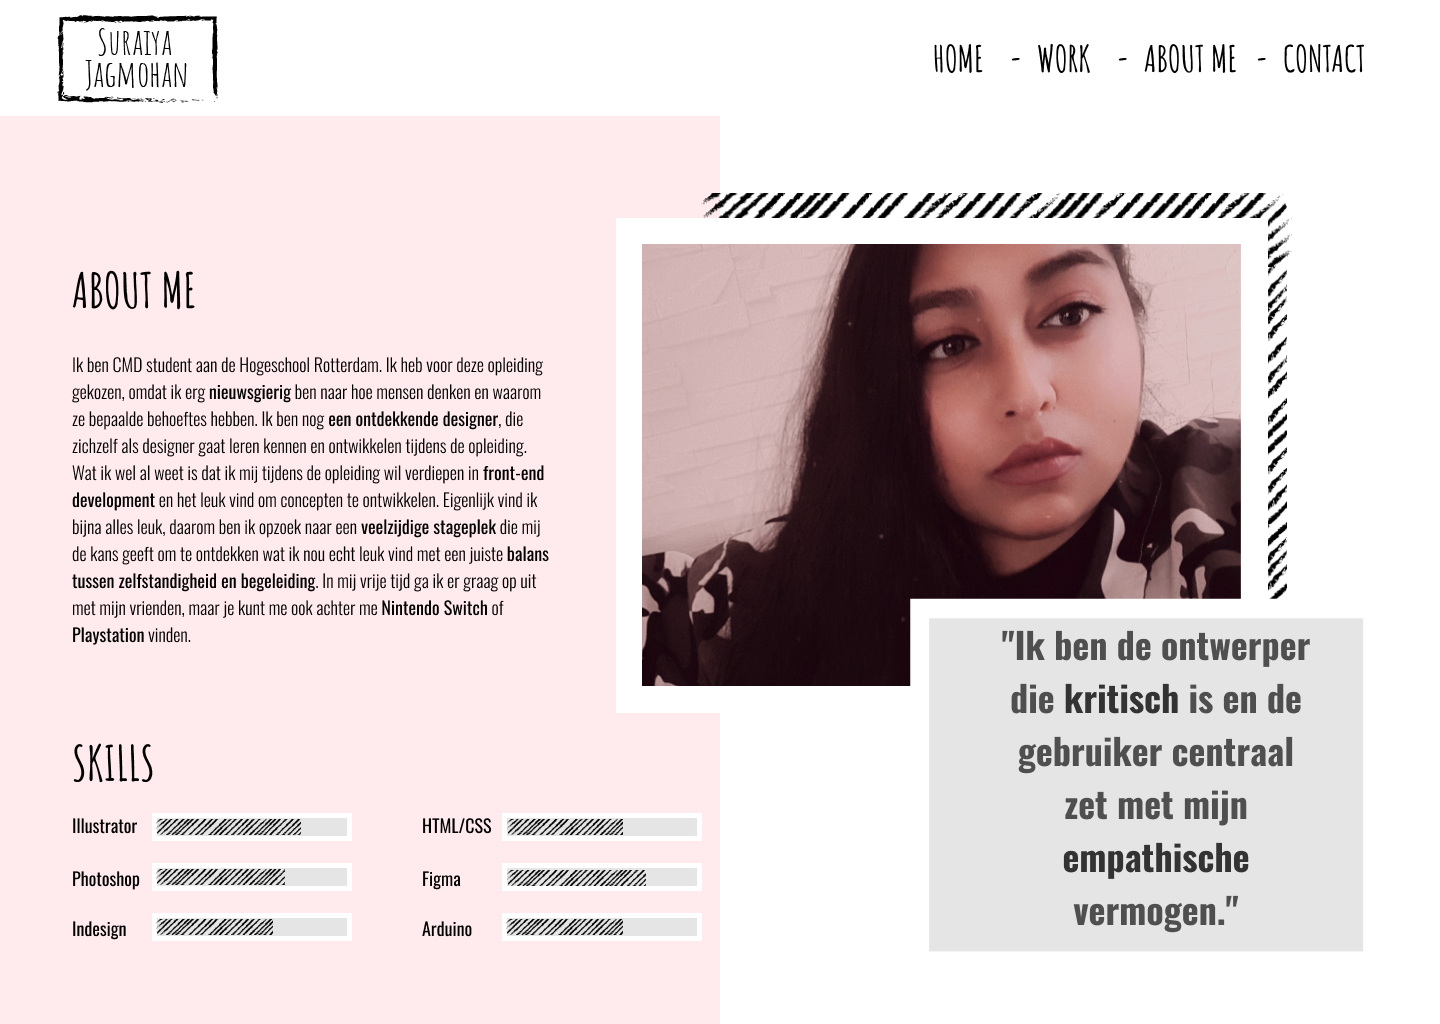 SURAIYA
JAGMOHAN
HOME - WORK - ABOUT ME - CONTACT
ABOUT ME
Ik ben CMD student aan de Hogeschool Rotterdam. Ik heb voor deze opleiding
gekozen, omdat ik erg nieuwsgierig ben naar hoe mensen denken en waarom
ze bepaalde behoeftes hebben. Ik ben nog een ontdekkende designer, die
zichzelf als designer gaat leren kennen en ontwikkelen tijdens de opleiding.
Wat ik wel al weet is dat ik mij tijdens de opleiding wil verdiepen in front-end
development en het leuk vind om concepten te ontwikkelen. Eigenlijk vind ik
bijna alles leuk, daarom ben ik opzoek naar een veelzijdige stageplek die mij
de kans geeft om te ontdekken wat ik nou echt leuk vind met een juiste balans
tussen zelfstandigheid en begeleiding. In mij vrije tijd ga ik er graag op uit
met mijn vrienden, maar je kunt me ook achter me Nintendo Switch of
Playstation vinden.
"Ik ben de ontwerper
die kritisch is en de
gebruiker centraal
zet met mijn
empathische
vermogen."
SKILLS
Illustrator
HTML/CSS
Photoshop
Figma
Indesign
Arduino